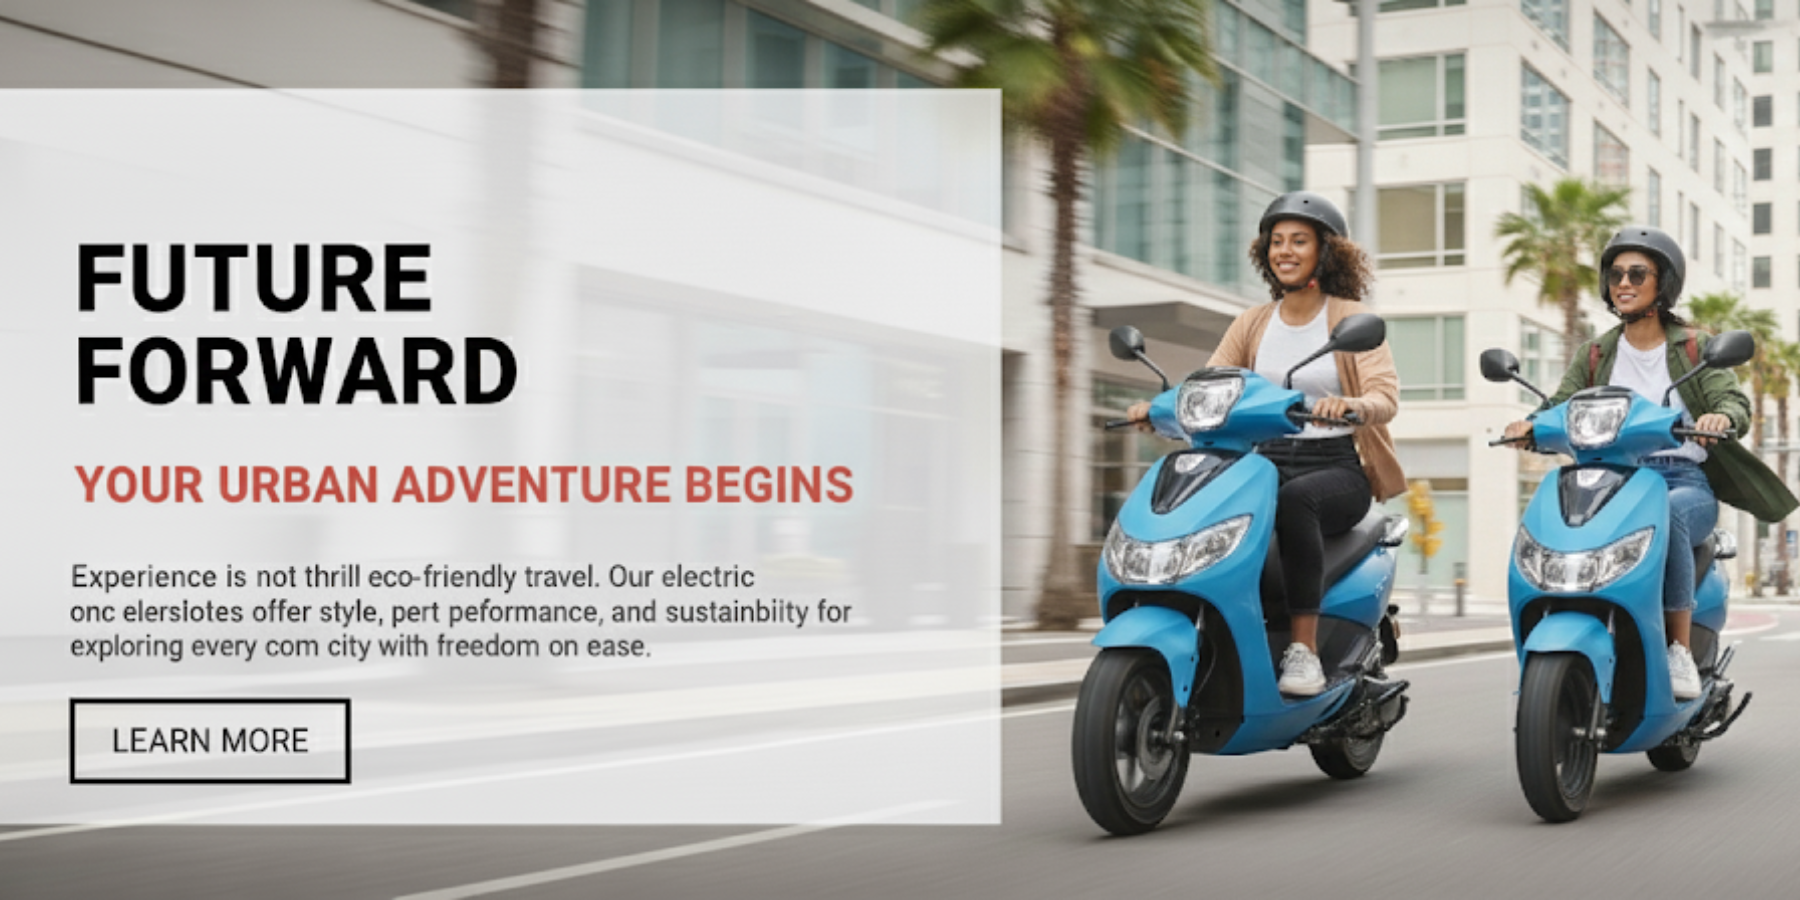 FUTURE
FORWARD
YOUR URBAN ADVENTURE BEGINS
Experience is not thrill eco-friendly travel. Our electric
onc elersiotes offer style, pert peformance, and sustainbiity for
exploring every com city with freedom on ease.
LEARN MORE